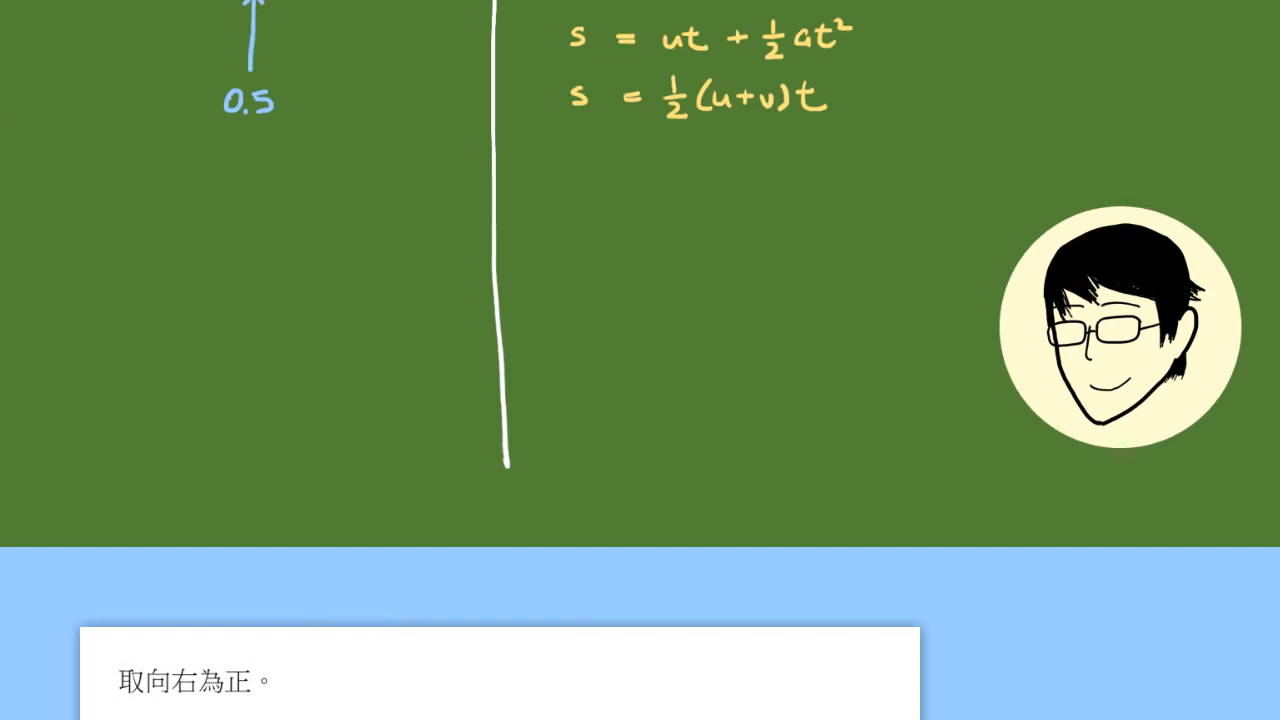 s = ut + ½at²
0.5
s = ½(u+v)t
取向右為正。